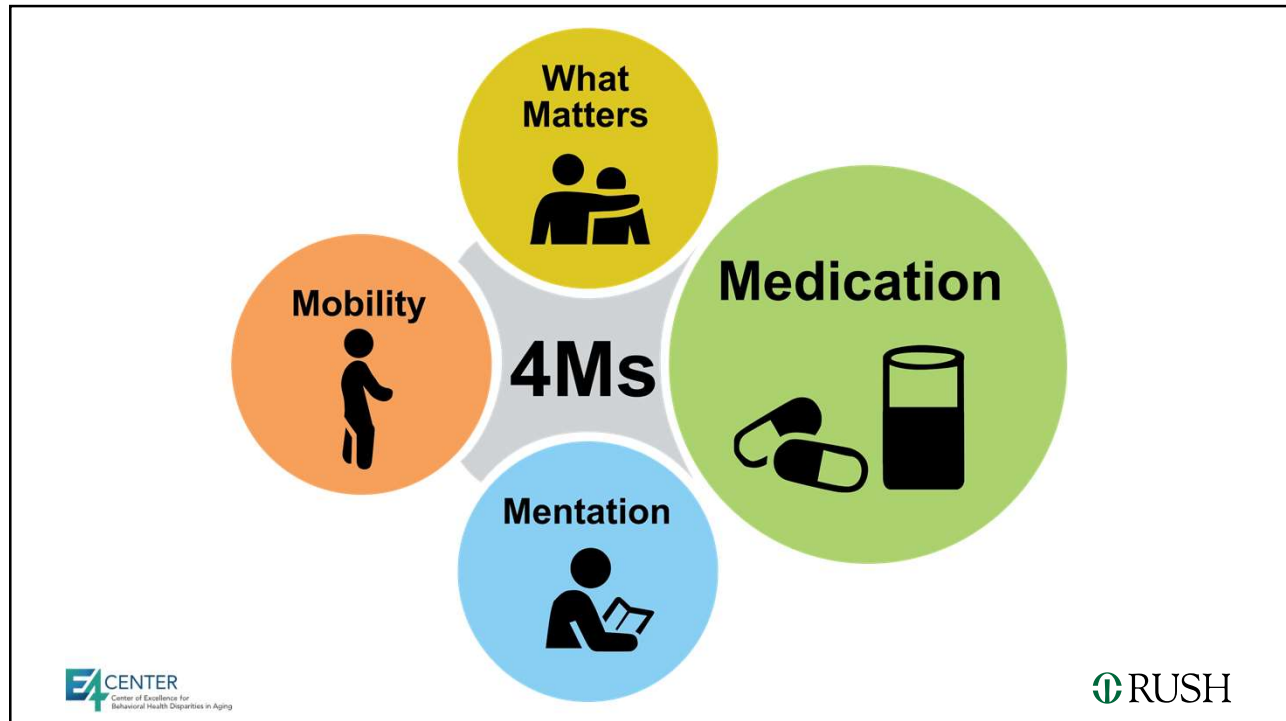 What
Matters
Medication
Mobility
4Ms
Mentation
E4 CENTER
Center of Excellence for
Behavioral Health Disparities in Aging
RUSH